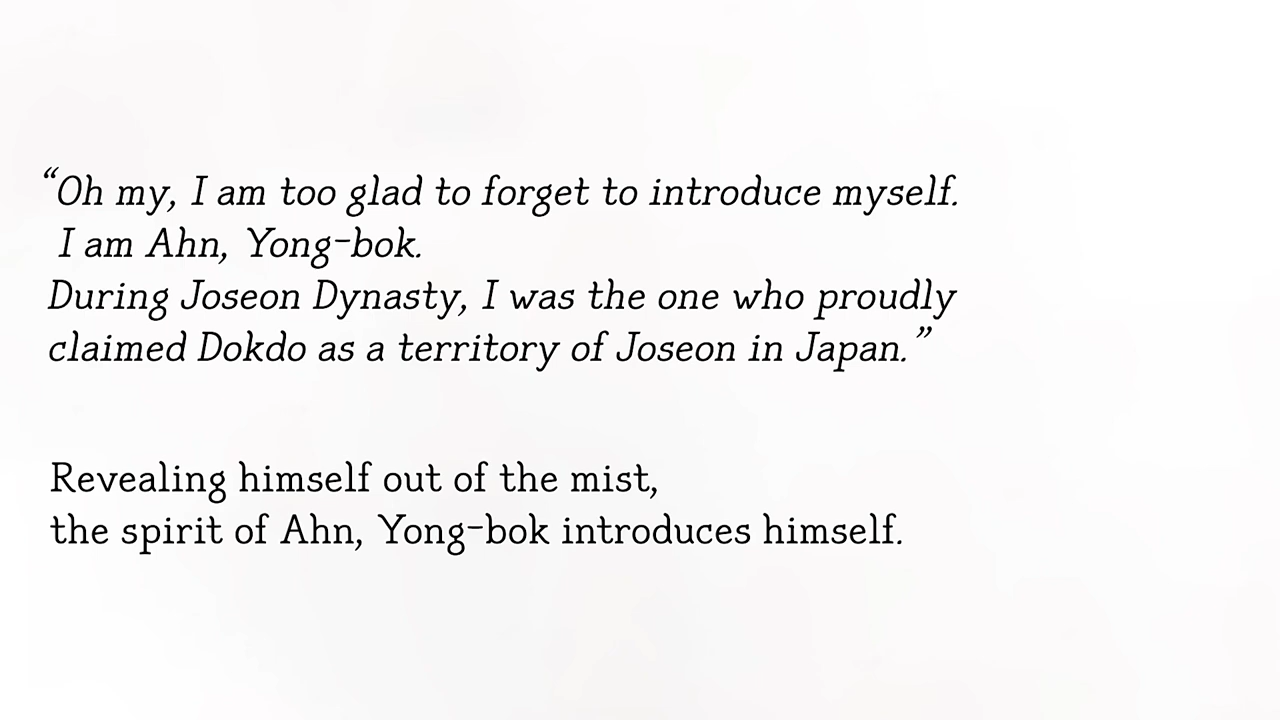 “Oh my, I am too glad to forget to introduce myself.
I am Ahn, Yong-bok.
During Joseon Dynasty, I was the one who proudly
claimed Dokdo as a territory of Joseon in Japan.”
Revealing himself out of the mist,
the spirit of Ahn, Yong-bok introduces himself.